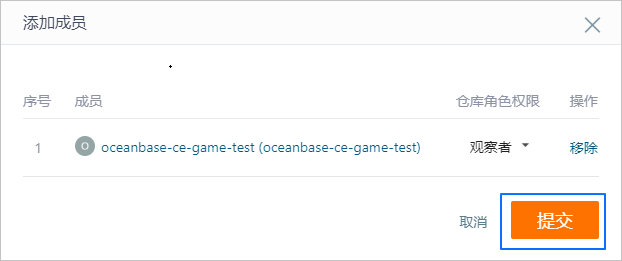 添加成员
序号 成员 仓库角色权限 操作
1 O oceanbase-ce-game-test (oceanbase-ce-game-test) 观察者 移除
取消 提交